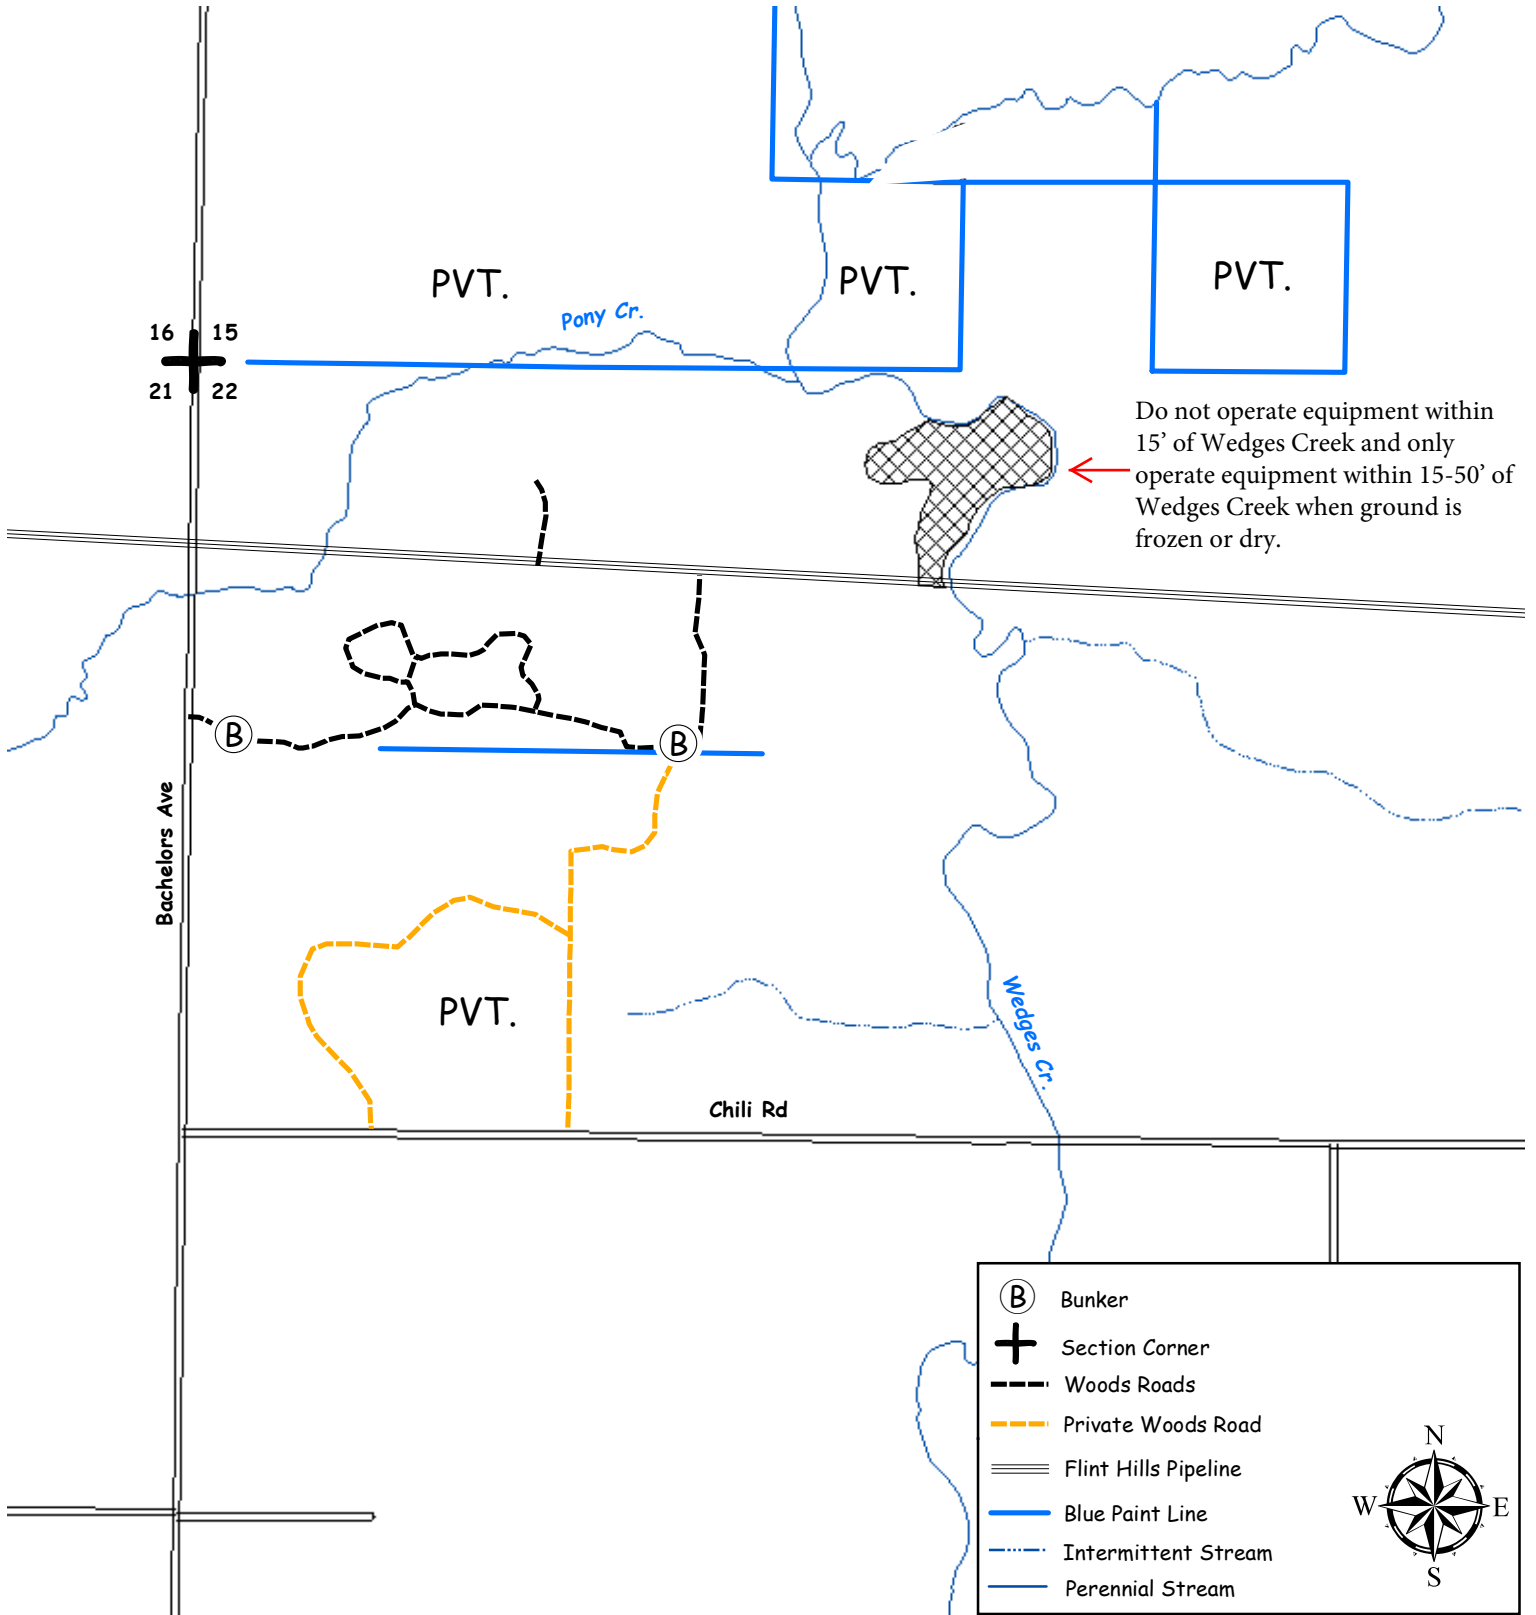 PVT.
PVT.
PVT.
Pony Cr.
16 15
21 22
Do not operate equipment within
15’ of Wedges Creek and only
operate equipment within 15-50’ of
Wedges Creek when ground is
frozen or dry.
B
B
Bachelors Ave
PVT.
Wedges Cr.
Chili Rd
B Bunker
Section Corner
Woods Roads
Private Woods Road
Flint Hills Pipeline
Blue Paint Line
Intermittent Stream
Perennial Stream
N
W E
S